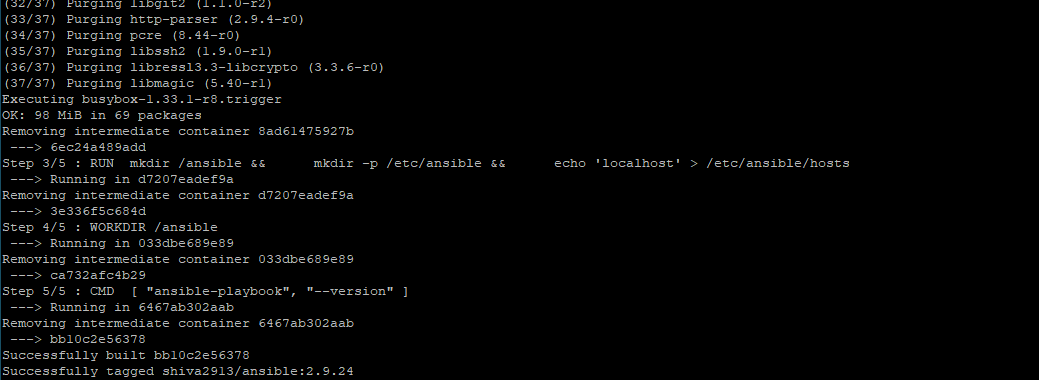 (32/37) Purging libgit2 (1.1.0-r2)
(33/37) Purging http-parser (2.9.4-r0)
(34/37) Purging pcre (8.44-r0)
(35/37) Purging libssh2 (1.9.0-r1)
(36/37) Purging libressl3.3-libcrypto (3.3.6-r0)
(37/37) Purging libmagic (5.40-r1)
Executing busybox-1.33.1-r8.trigger
OK: 98 MiB in 69 packages
Removing intermediate container 8ad61475927b
 ---> 6ec24a489add
Step 3/5 : RUN  mkdir /ansible &&      mkdir -p /etc/ansible &&      echo 'localhost' > /etc/ansible/hosts
 ---> Running in d7207eadef9a
Removing intermediate container d7207eadef9a
 ---> 3e336f5c684d
Step 4/5 : WORKDIR /ansible
 ---> Running in 033dbe689e89
Removing intermediate container 033dbe689e89
 ---> ca732afc4b29
Step 5/5 : CMD  [ "ansible-playbook", "--version" ]
 ---> Running in 6467ab302aab
Removing intermediate container 6467ab302aab
 ---> bb10c2e56378
Successfully built bb10c2e56378
Successfully tagged shiva2913/ansible:2.9.24